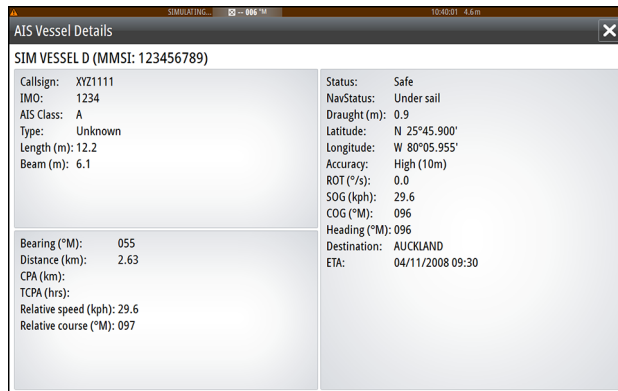 SIMULATING... -- 006 °M 10:40:01 4.6 m
AIS Vessel Details
SIM VESSEL D (MMSI: 123456789)
Callsign: XYZ1111
IMO: 1234
AIS Class: A
Type: Unknown
Length (m): 12.2
Beam (m): 6.1
Bearing (°M): 055
Distance (km): 2.63
CPA (km):
TCPA (hrs):
Relative speed (kph): 29.6
Relative course (°M): 097
Status: Safe
NavStatus: Under sail
Draught (m): 0.9
Latitude: N 25°45.900'
Longitude: W 80°05.955'
Accuracy: High (10m)
ROT (°/s): 0.0
SOG (kph): 29.6
COG (°M): 096
Heading (°M): 096
Destination: AUCKLAND
ETA: 04/11/2008 09:30